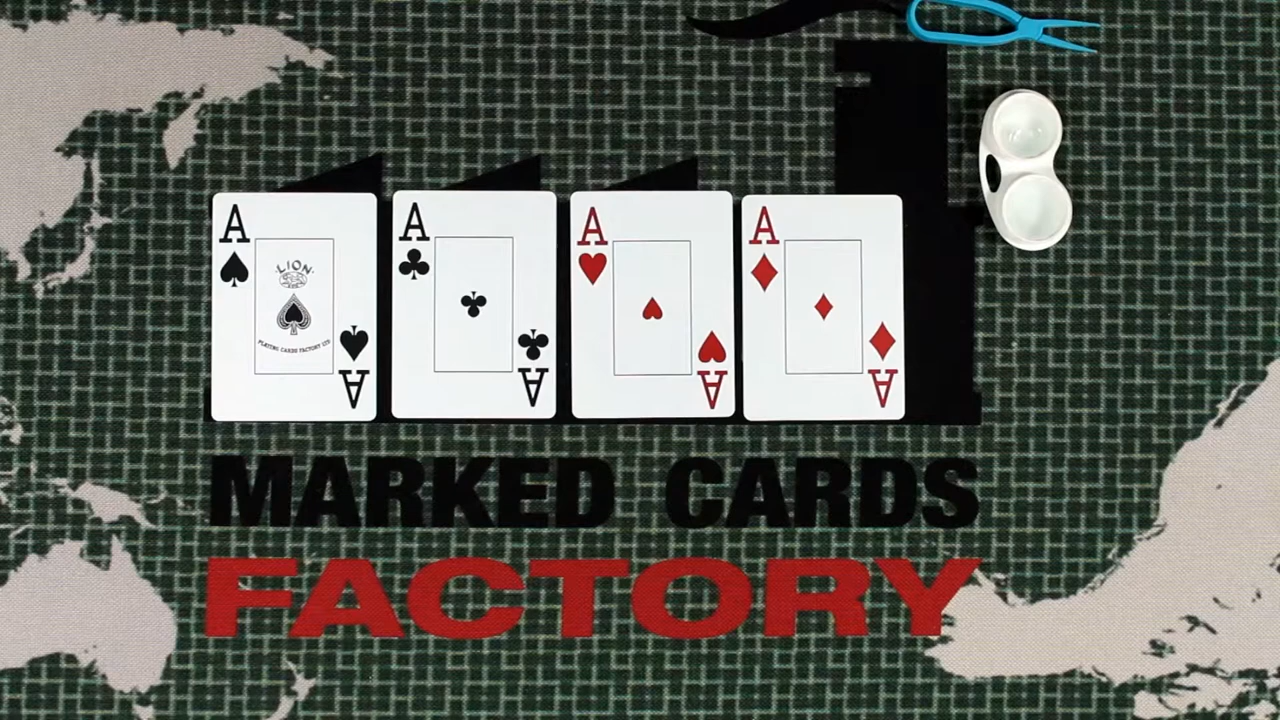 A A A A
LION
PLAYING CARDS FACTORY LTD
A A A A
MARKED CARDS
FACTORY